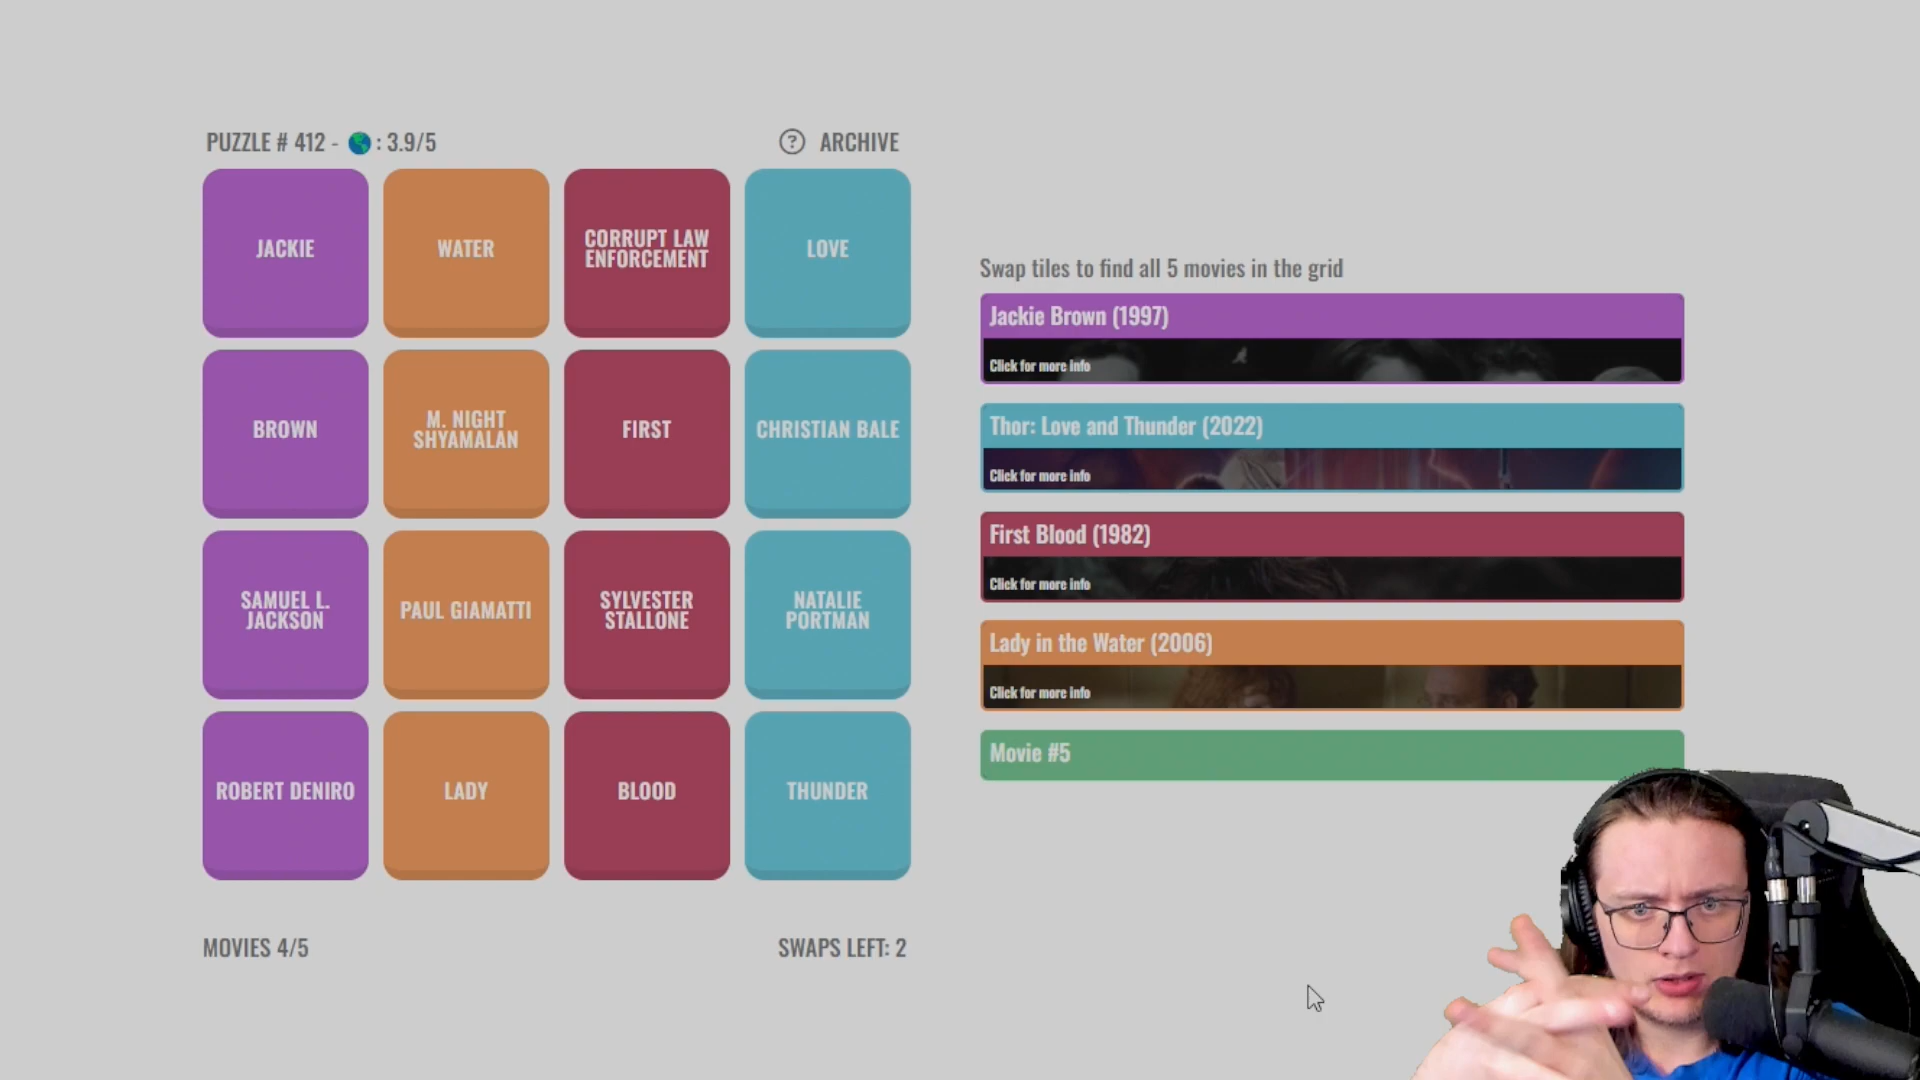 PUZZLE # 412 - : 3.9/5
? ARCHIVE
JACKIE
WATER
CORRUPT LAW
ENFORCEMENT
LOVE
BROWN
M. NIGHT
SHYAMALAN
FIRST
CHRISTIAN BALE
SAMUEL L.
JACKSON
PAUL GIAMATTI
SYLVESTER
STALLONE
NATALIE
PORTMAN
ROBERT DENIRO
LADY
BLOOD
THUNDER
MOVIES 4/5
SWAPS LEFT: 2
Swap tiles to find all 5 movies in the grid
Jackie Brown (1997)
Click for more info
Thor: Love and Thunder (2022)
Click for more info
First Blood (1982)
Click for more info
Lady in the Water (2006)
Click for more info
Movie #5